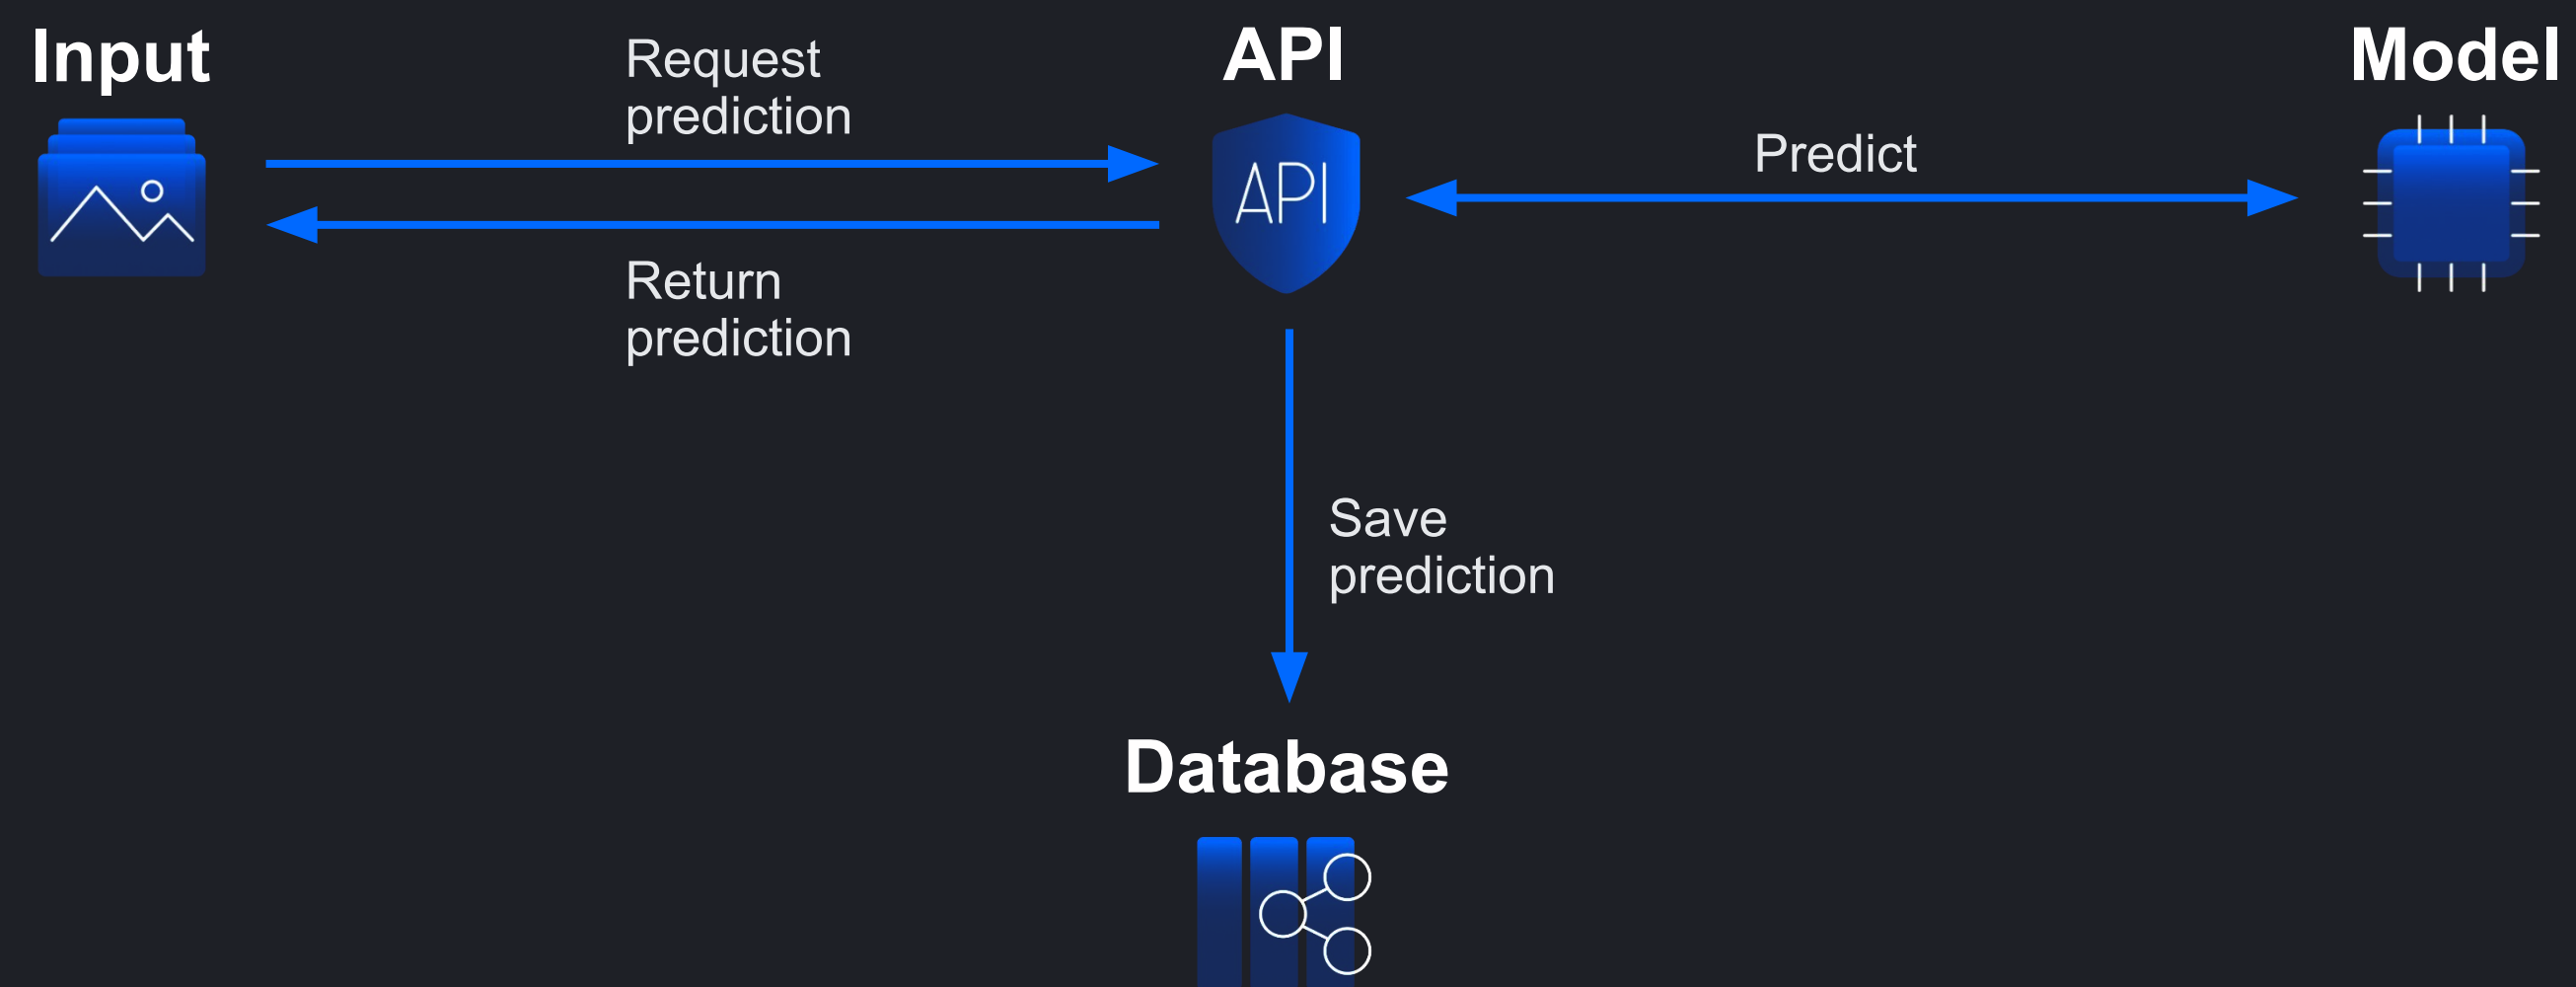 Input
Request
prediction
API
Model
API
Predict
Return
prediction
Save
prediction
Database